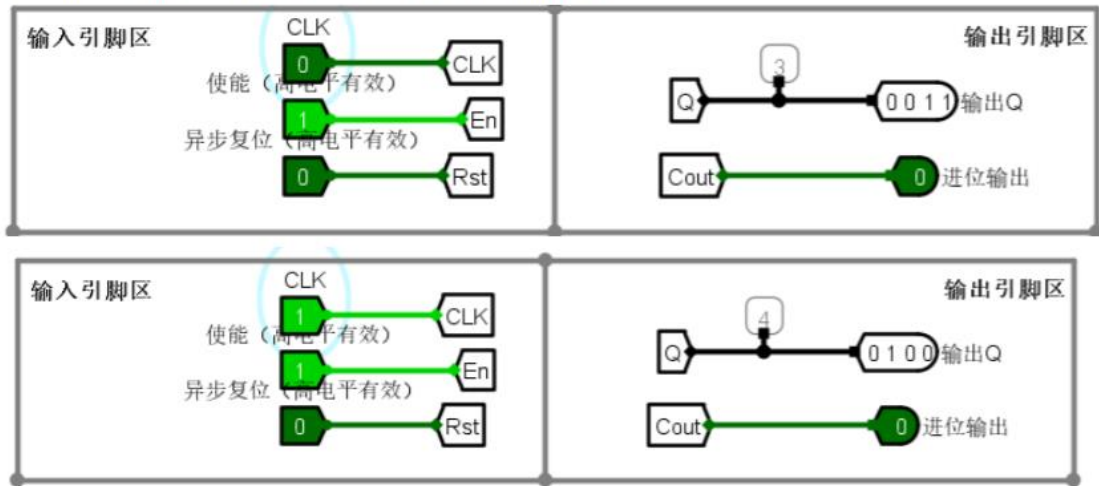 CLK
输入引脚区
0 CLK
使能（高电平有效）
1 En
异步复位（高电平有效）
0 Rst
输出引脚区
3
Q 0 0 1 1 输出Q
Cout 0 进位输出
CLK
输入引脚区
1 CLK
使能（高电平有效）
1 En
异步复位（高电平有效）
0 Rst
输出引脚区
4
Q 0 1 0 0 输出Q
Cout 0 进位输出